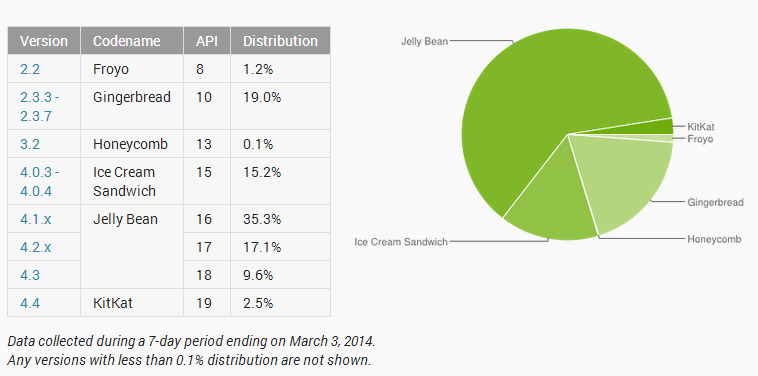 Version Codename API Distribution
2.2 Froyo 8 1.2%
2.3.3 - Gingerbread 10 19.0%
2.3.7
3.2 Honeycomb 13 0.1%
4.0.3 - Ice Cream 15 15.2%
4.0.4 Sandwich
4.1.x Jelly Bean 16 35.3%
4.2.x 17 17.1%
4.3 18 9.6%
4.4 KitKat 19 2.5%
Data collected during a 7-day period ending on March 3, 2014.
Any versions with less than 0.1% distribution are not shown.
Jelly Bean
KitKat
Froyo
Gingerbread
Honeycomb
Ice Cream Sandwich